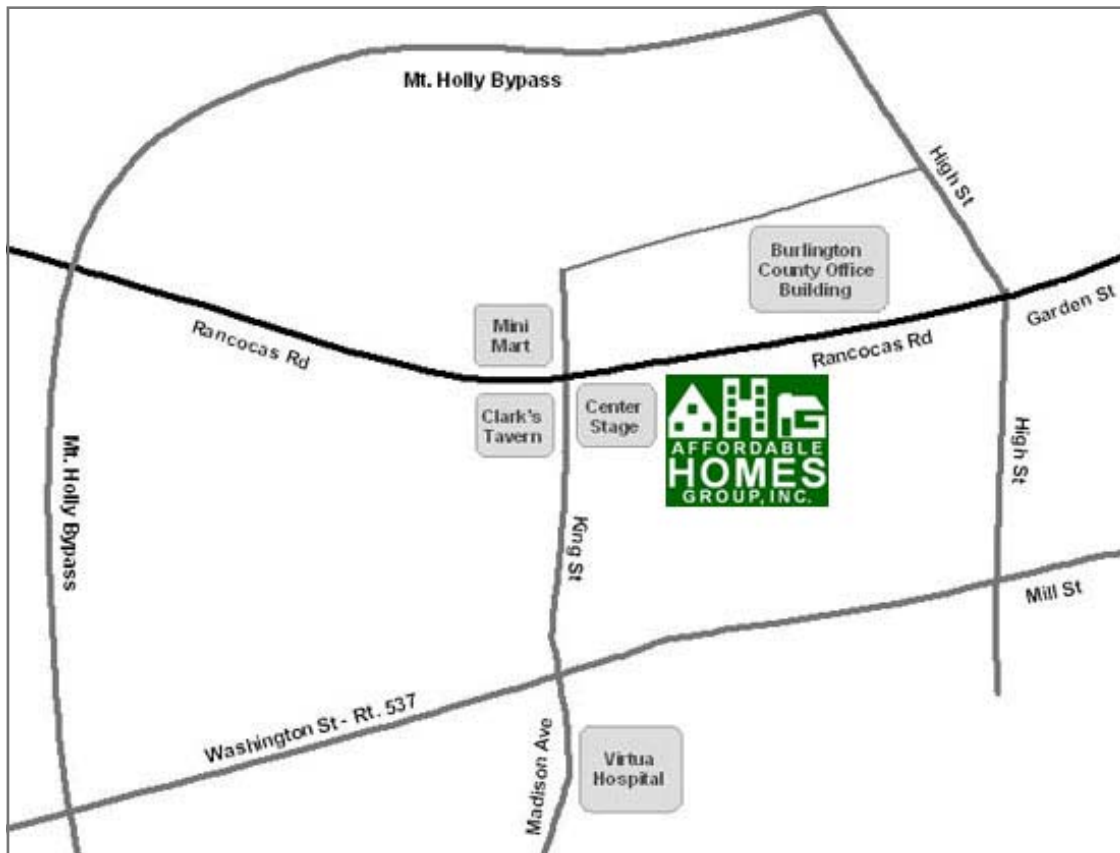 Mt. Holly Bypass
High St
Burlington
County Office
Building
Garden St
Mini
Mart
Rancocas Rd
Rancocas Rd
Clark's
Tavern
Center
Stage
AHG
AFFORDABLE
HOMES
GROUP, INC.
High St
Mt. Holly Bypass
King St
Mill St
Washington St - Rt. 537
Madison Ave
Virtua
Hospital